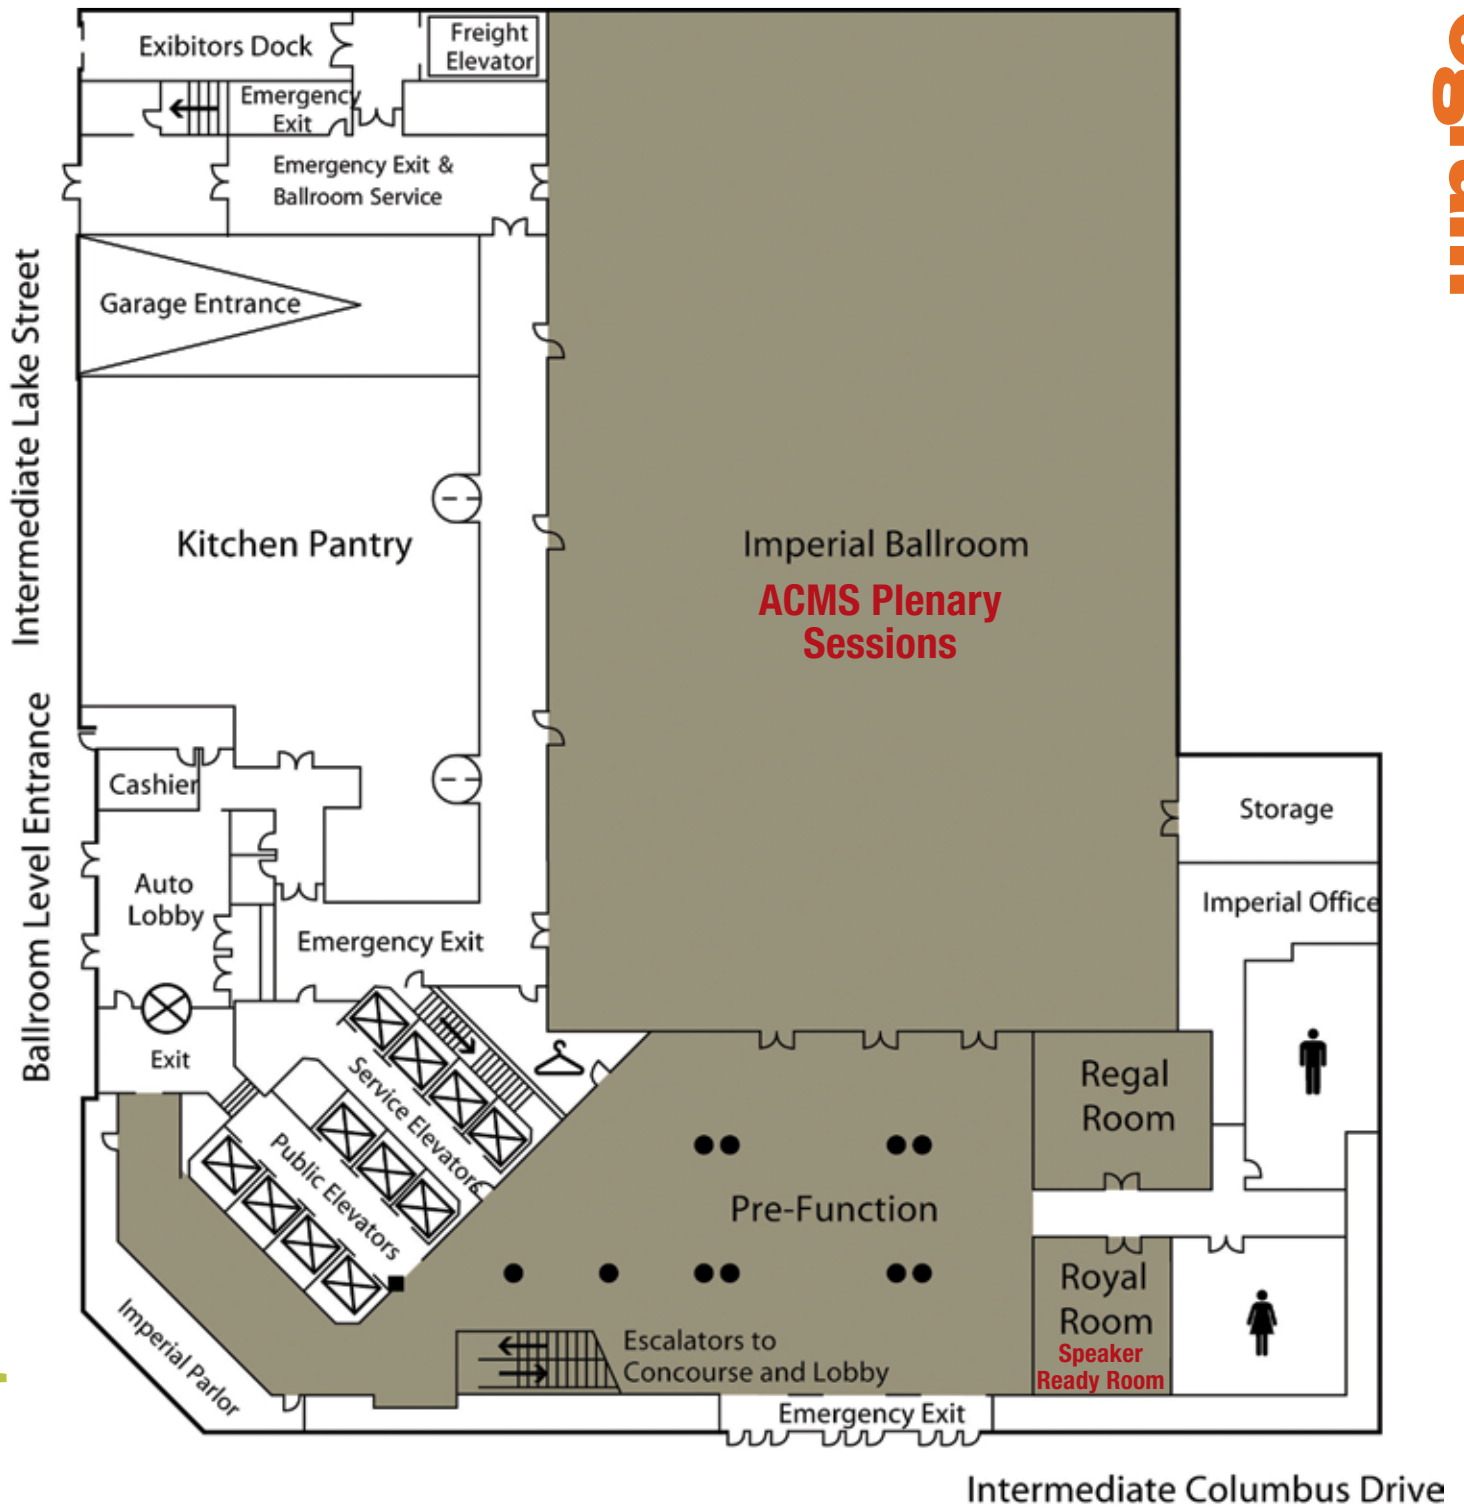 Exibitors Dock
Freight
Elevator
Emergency
Exit
Emergency Exit &
Ballroom Service
Garage Entrance
Intermediate Lake Street
Kitchen Pantry
Imperial Ballroom
ACMS Plenary
Sessions
Ballroom Level Entrance
Cashier
Storage
Auto
Lobby
Imperial Office
Emergency Exit
Exit
Service Elevators
Public Elevators
Regal
Room
Pre-Function
Royal
Room
Speaker
Ready Room
Imperial Parlor
Escalators to
Concourse and Lobby
Emergency Exit
Intermediate Columbus Drive